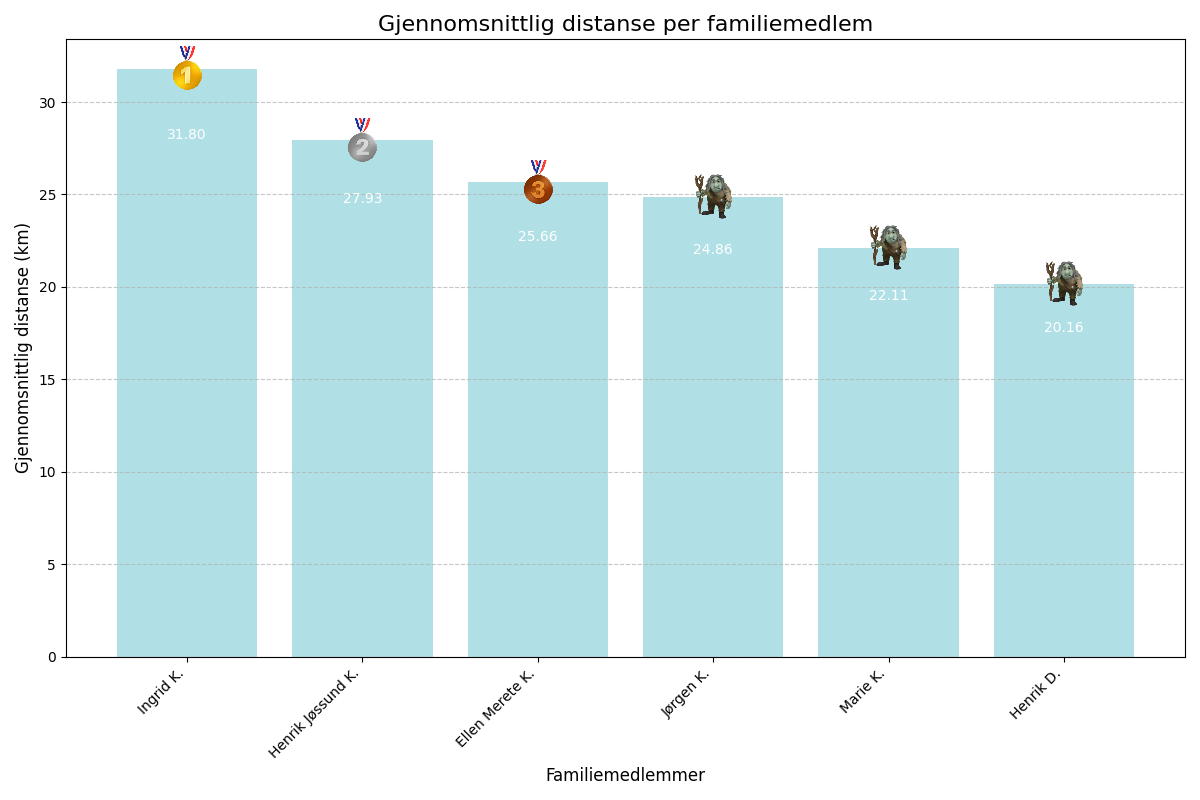 Gjennomsnittlig distanse per familiemedlem
Gjennomsnittlig distanse (km)
30
25
20
15
10
5
0
1
2
3
31.80
27.93
25.66
24.86
22.11
20.16
Ingrid K.
Henrik Jøssund K.
Ellen Merete K.
Jørgen K.
Marie K.
Henrik D.
Familiemedlemmer